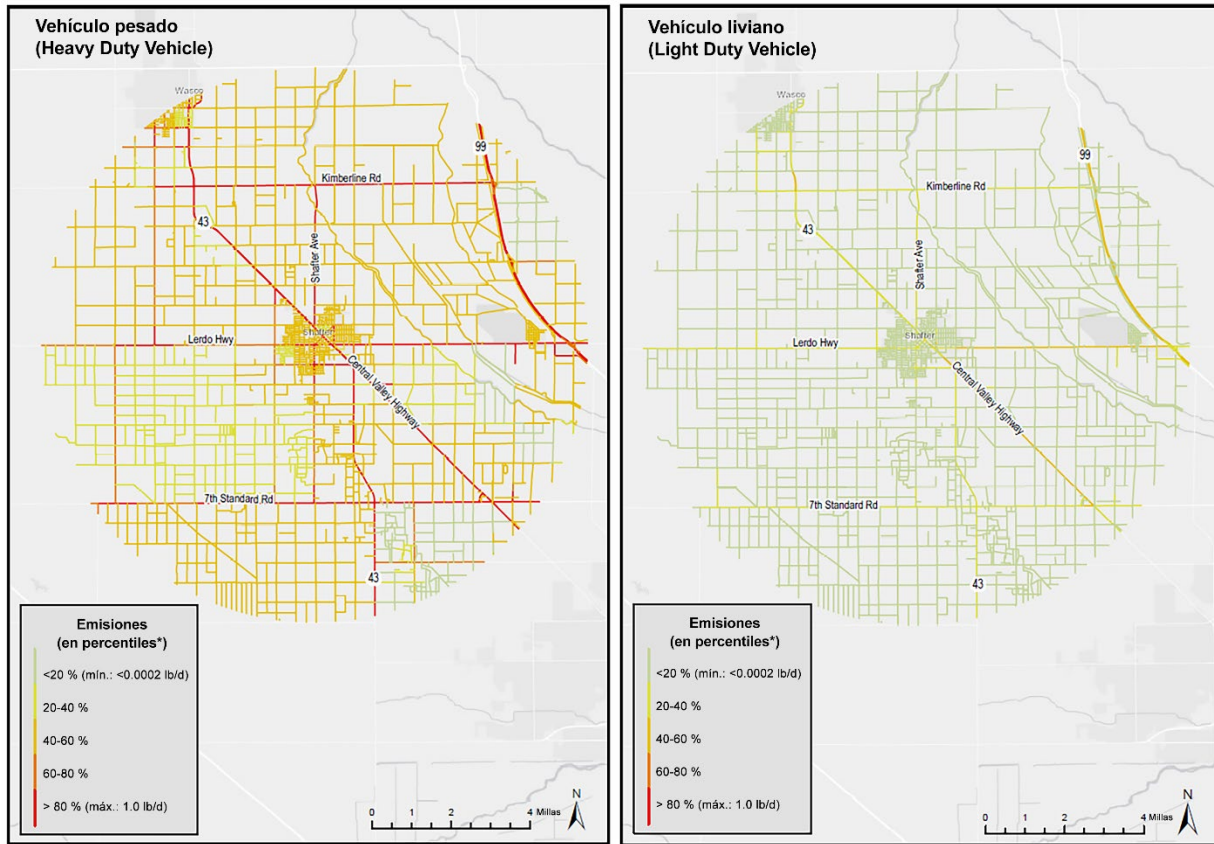 Vehículo pesado
(Heavy Duty Vehicle)
Wasco
99
Kimberline Rd
43
Shafter Ave
Lerdo Hwy
Shafter
Central Valley Highway
7th Standard Rd
43
Emisiones
(en percentiles*)
<20 % (mín.: <0.0002 lb/d)
20-40 %
40-60 %
60-80 %
> 80 % (máx.: 1.0 lb/d)
0 1 2 4 Millas
N
Vehículo liviano
(Light Duty Vehicle)
Wasco
99
Kimberline Rd
43
Shafter Ave
Lerdo Hwy
Shafter
Central Valley Highway
7th Standard Rd
43
Emisiones
(en percentiles*)
<20 % (mín.: <0.0002 lb/d)
20-40 %
40-60 %
60-80 %
> 80 % (máx.: 1.0 lb/d)
0 1 2 4 Millas
N